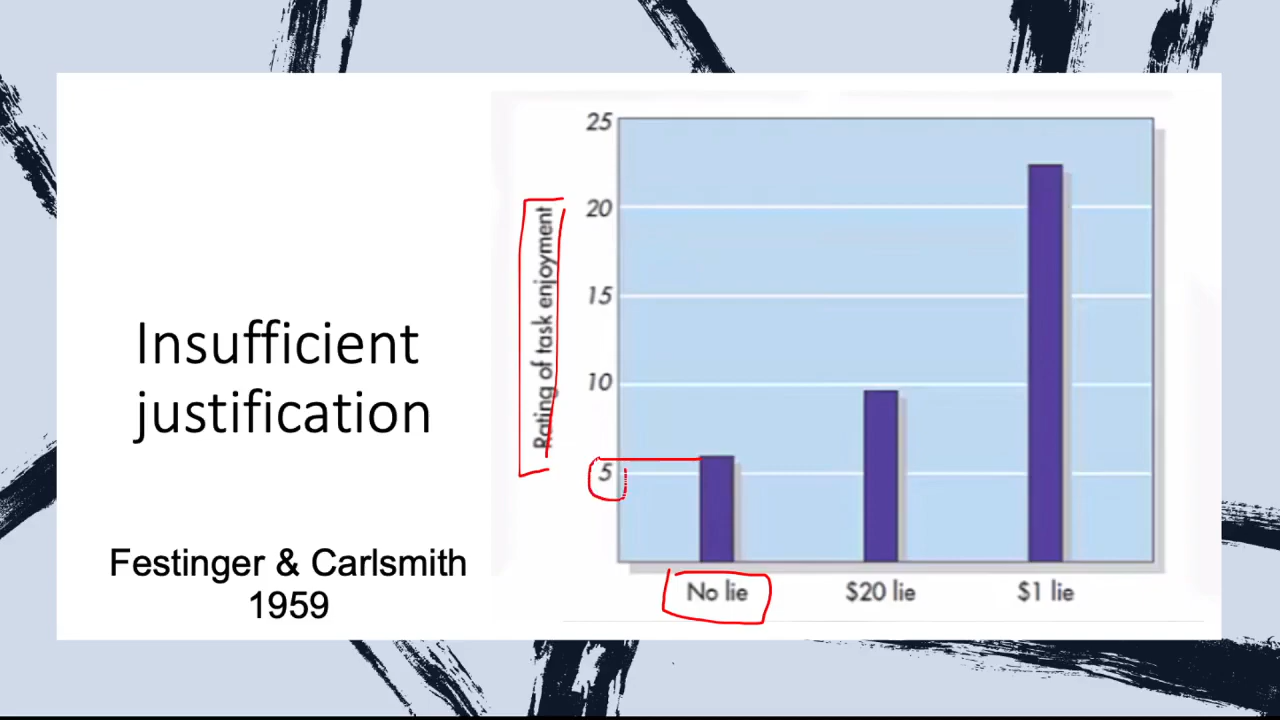 Insufficient
justification
Festinger & Carlsmith
1959
Rating of task enjoyment
25
20
15
10
5
No lie
$20 lie
$1 lie